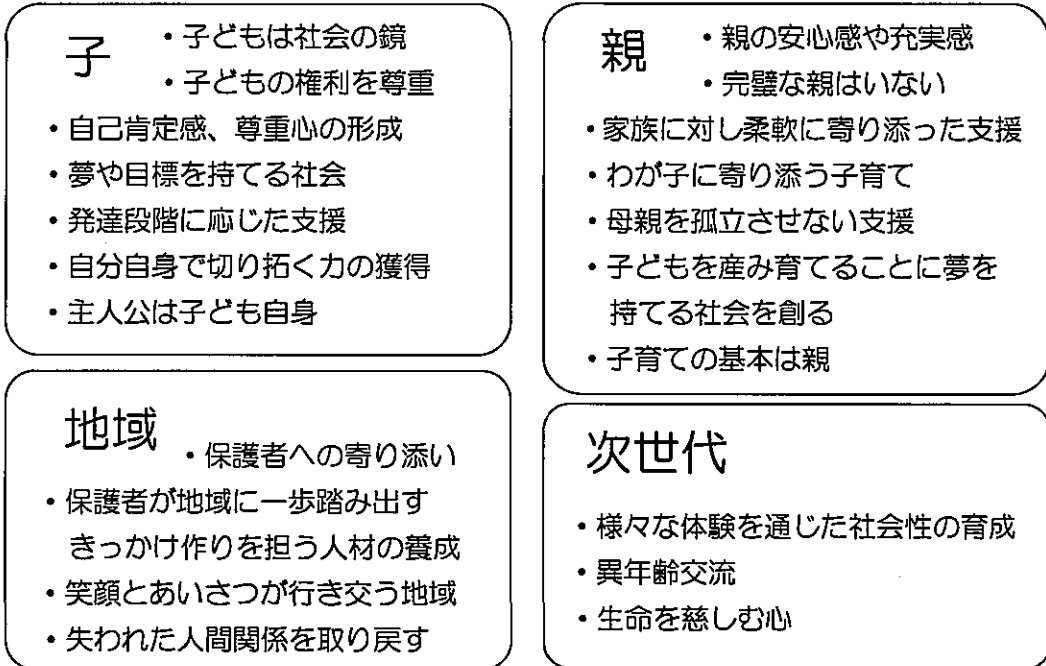 子
・子どもは社会の鏡
・子どもの権利を尊重
・自己肯定感、尊重心の形成
・夢や目標を持てる社会
・発達段階に応じた支援
・自分自身で切り拓く力の獲得
・主人公は子ども自身
親
・親の安心感や充実感
・完璧な親はいない
・家族に対し柔軟に寄り添った支援
・わが子に寄り添う子育て
・母親を孤立させない支援
・子どもを産み育てることに夢を
持てる社会を創る
・子育ての基本は親
地域
・保護者への寄り添い
・保護者が地域に一歩踏み出す
きっかけ作りを担う人材の養成
・笑顔とあいさつが行き交う地域
・失われた人間関係を取り戻す
次世代
・様々な体験を通じた社会性の育成
・異年齢交流
・生命を慈しむ心